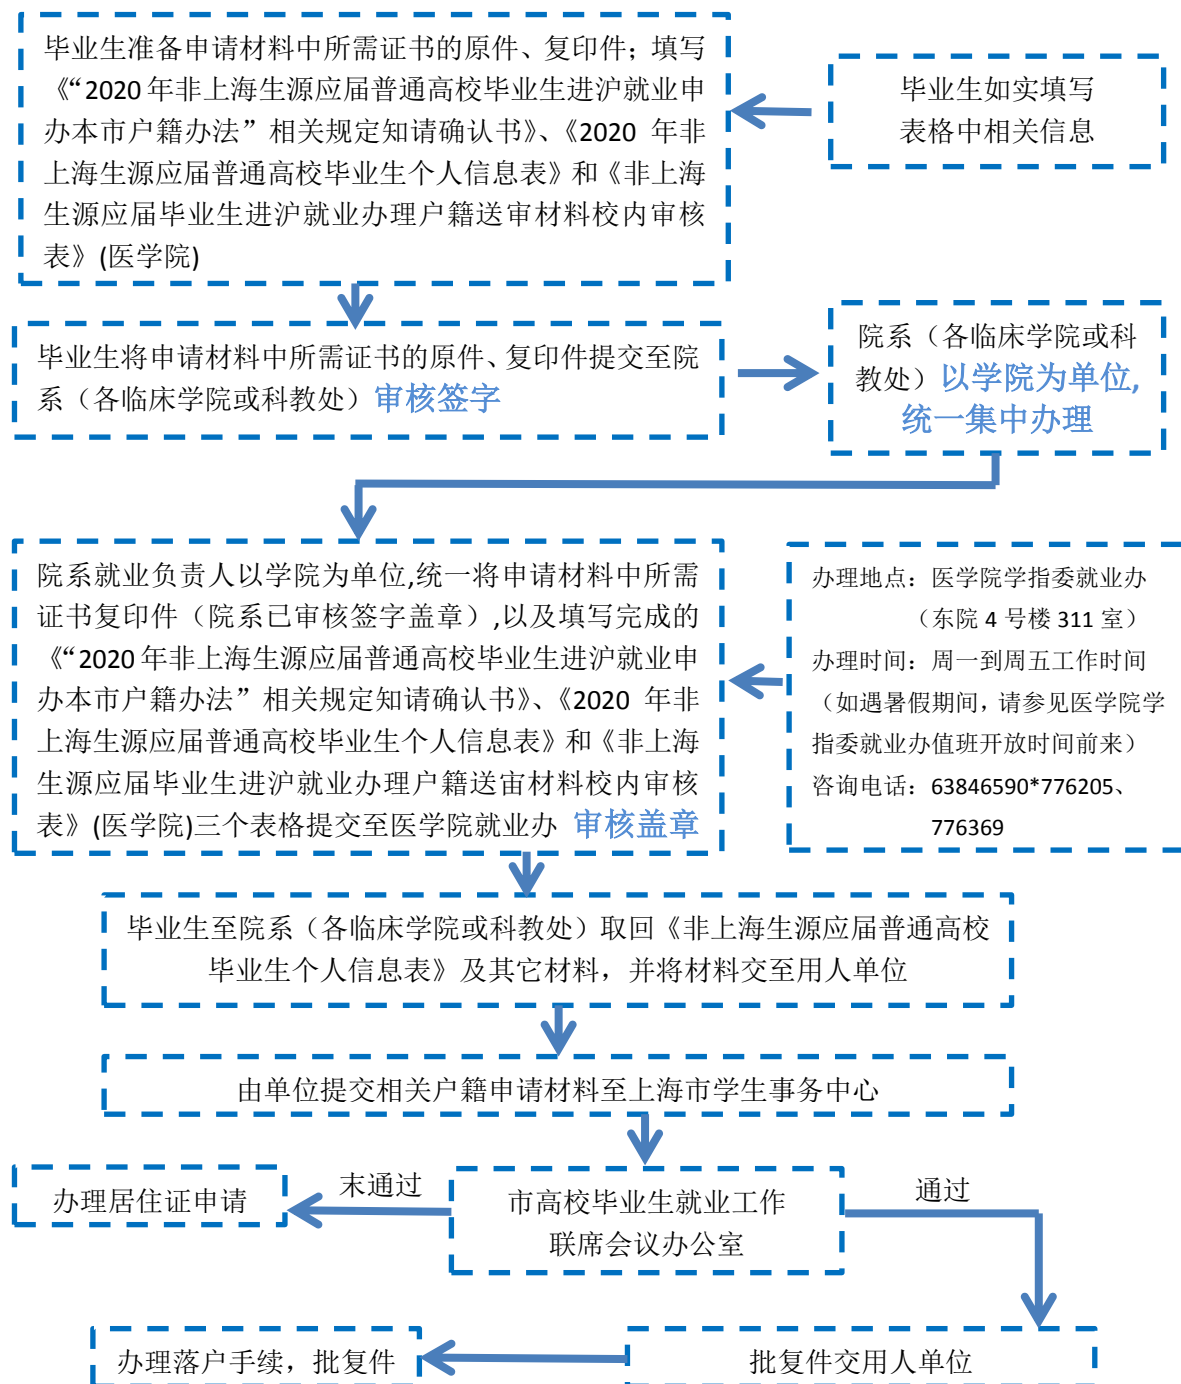 毕业生准备申请材料中所需证书的原件、复印件；填写
《“2020年非上海生源应届普通高校毕业生进沪就业申
办本市户籍办法”相关规定知请确认书》、《2020 年非
上海生源应届普通高校毕业生个人信息表》和《非上海
生源应届毕业生进沪就业办理户籍送审材料校内审核
表》(医学院)
毕业生如实填写
表格中相关信息
毕业生将申请材料中所需证书的原件、复印件提交至院
系（各临床学院或科教处）审核签字
院系（各临床学院或科
教处）以学院为单位,
统一集中办理
院系就业负责人以学院为单位,统一将申请材料中所需
证书复印件（院系已审核签字盖章）,以及填写完成的
《“2020年非上海生源应届普通高校毕业生进沪就业申
办本市户籍办法”相关规定知请确认书》、《2020 年非
上海生源应届普通高校毕业生个人信息表》和《非上海
生源应届毕业生进沪就业办理户籍送宙材料校内审核
表》(医学院)三个表格提交至医学院就业办 审核盖章
办理地点：医学院学指委就业办
（东院 4 号楼 311 室）
办理时间：周一到周五工作时间
（如遇暑假期间，请参见医学院学
指委就业办值班开放时间前来）
咨询电话：63846590*776205、
776369
毕业生至院系（各临床学院或科教处）取回《非上海生源应届普通高校
毕业生个人信息表》及其它材料，并将材料交至用人单位
由单位提交相关户籍申请材料至上海市学生事务中心
办理居住证申请
末通过
市高校毕业生就业工作
联席会议办公室
通过
办理落户手续，批复件
批复件交用人单位